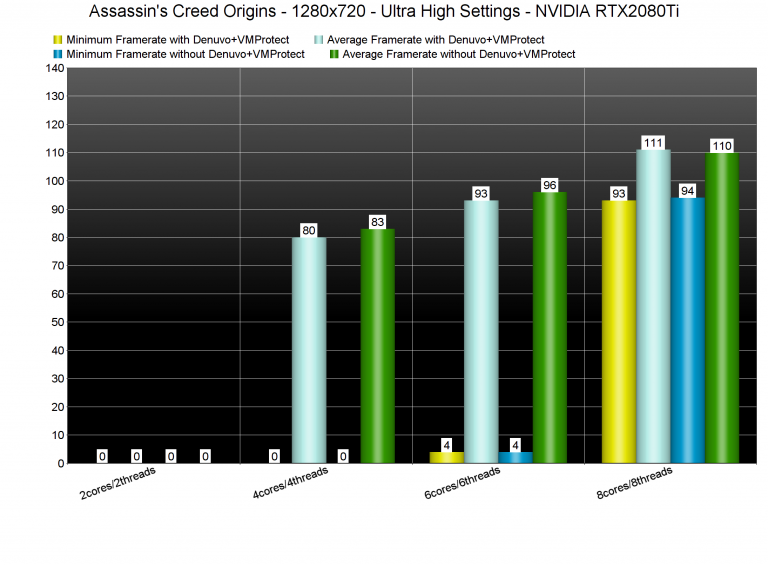 Assassin's Creed Origins - 1280x720 - Ultra High Settings - NVIDIA RTX2080Ti
Minimum Framerate with Denuvo+VMProtect Average Framerate with Denuvo+VMProtect
Minimum Framerate without Denuvo+VMProtect Average Framerate without Denuvo+VMProtect
140
130
120
110
100
90
80
70
60
50
40
30
20
10
0
0 0 0 0
0 80 0 83
4 93 4 96
93 111 94 110
2cores/2threads 4cores/4threads 6cores/6threads 8cores/8threads